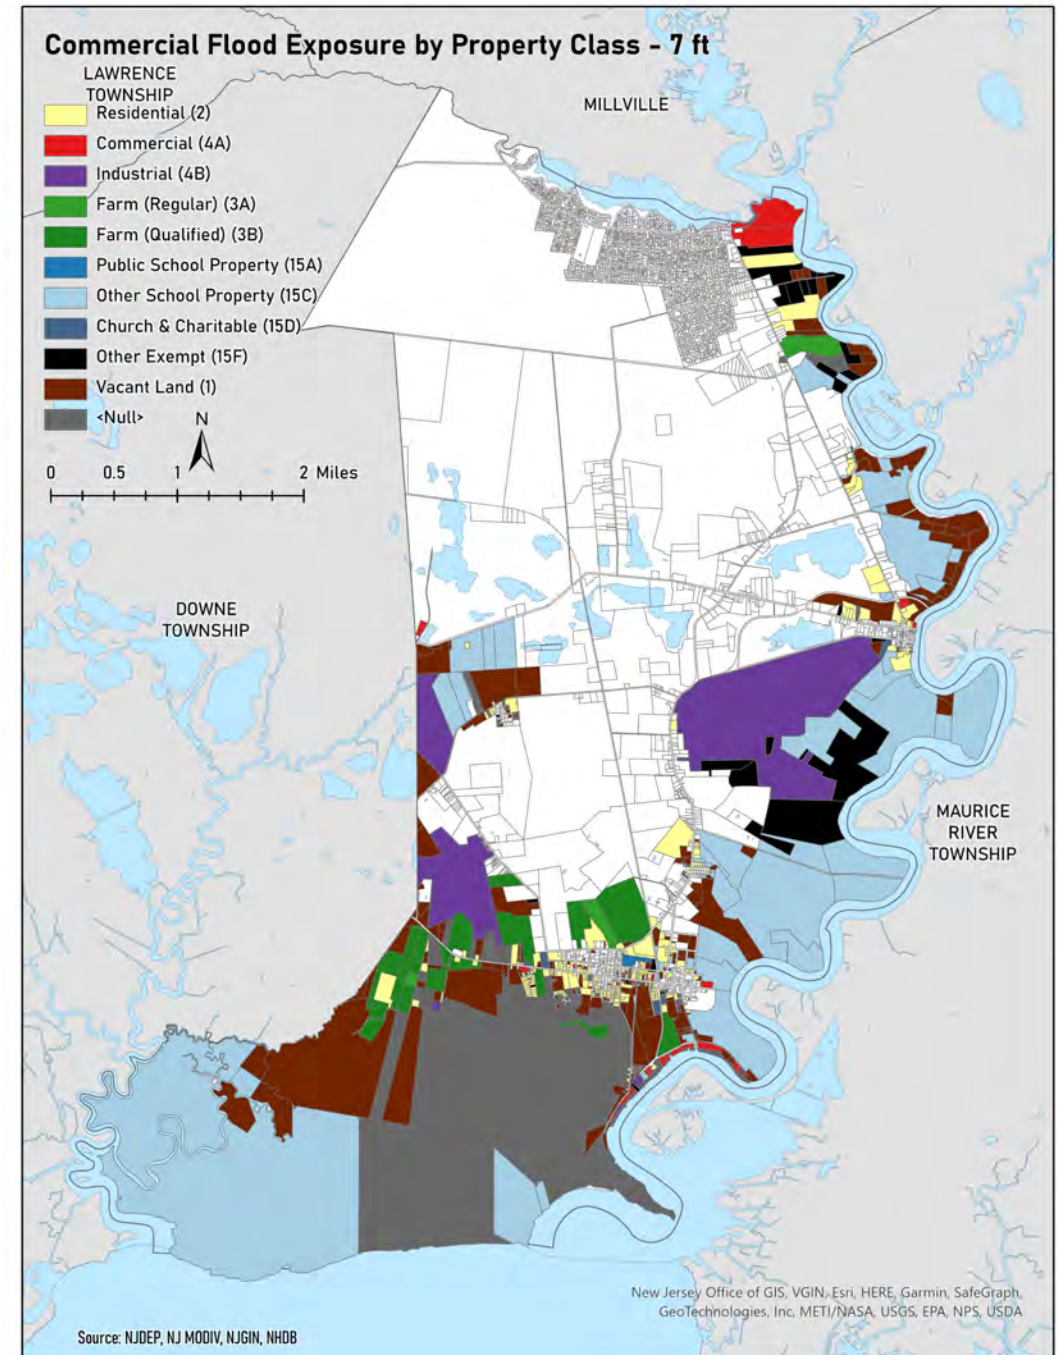 Commercial Flood Exposure by Property Class - 7 ft
LAWRENCE
TOWNSHIP
MILLVILLE
Residential (2)
Commercial (4A)
Industrial (4B)
Farm (Regular) (3A)
Farm (Qualified) (3B)
Public School Property (15A)
Other School Property (15C)
Church & Charitable (15D)
Other Exempt (15F)
Vacant Land (1)
<Null>
N
0 0.5 1 2 Miles
DOWNE
TOWNSHIP
MAURICE
RIVER
TOWNSHIP
New Jersey Office of GIS, VGIN, Esri, HERE, Garmin, SafeGraph,
GeoTechnologies, Inc, METI/NASA, USGS, EPA, NPS, USDA
Source: NJDEP, NJ MODIV, NJGIN, NHDB